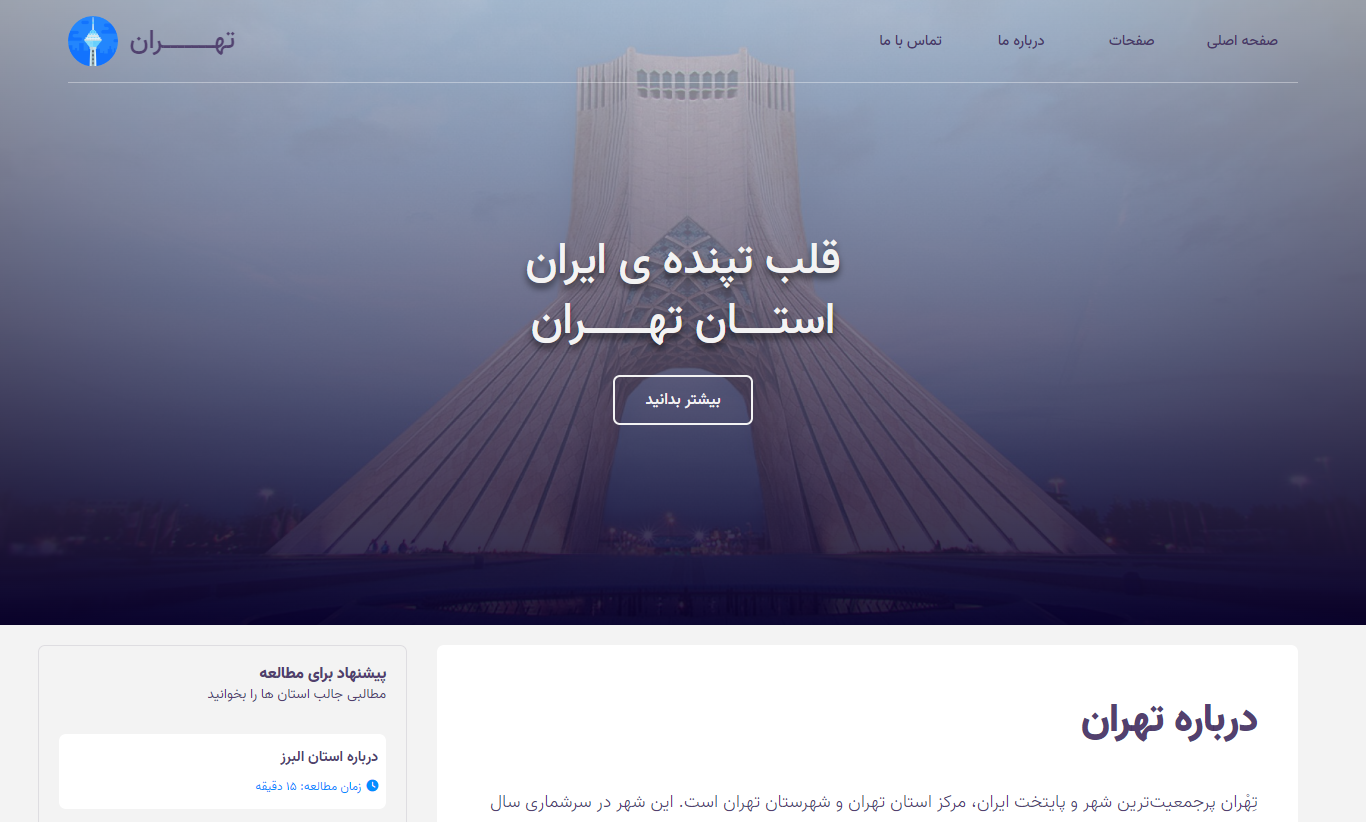 صفحه اصلی
صفحات
درباره ما
تماس با ما
تهـــــــران
قلب تپنده ی ایران
استـــان تهـــــران
بیشتر بدانید
درباره تهران
تِهْران پرجمعیت‌ترین شهر و پایتخت ایران، مرکز استان تهران و شهرستان تهران است. این شهر در سرشماری سال
پیشنهاد برای مطالعه
مطالبی جالب استان ها را بخوانید
درباره استان البرز
زمان مطالعه: ۱۵ دقیقه